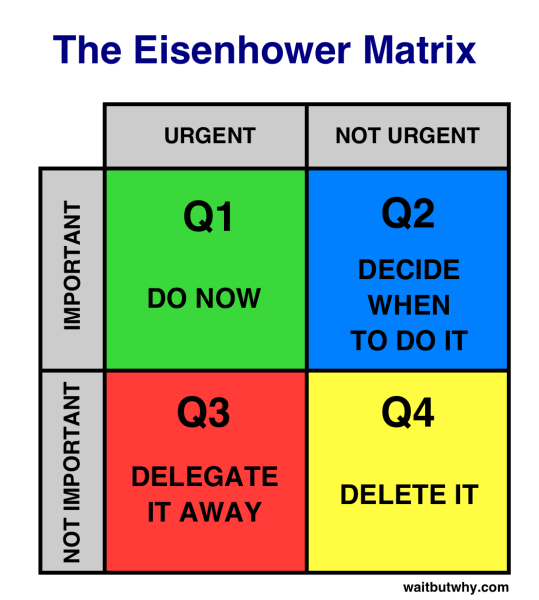 The Eisenhower Matrix
URGENT
NOT URGENT
IMPORTANT
Q1
DO NOW
Q2
DECIDE
WHEN
TO DO IT
NOT IMPORTANT
Q3
DELEGATE
IT AWAY
Q4
DELETE IT
waitbutwhy.com